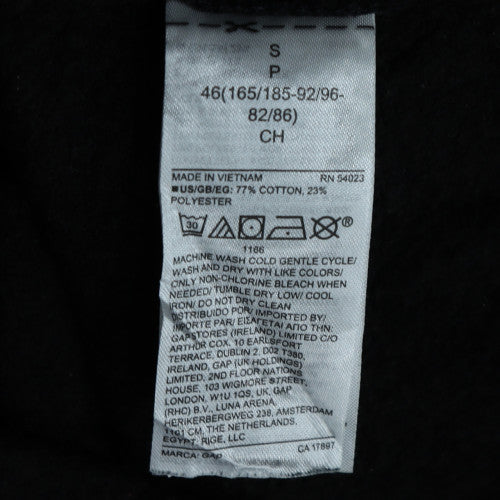 S
P
46(165/185-92/96-
82/86)
CH
MADE IN VIETNAM RN 54023
■US/GB/EG: 77% COTTON, 23%
POLYESTER
30 ®
1166
MACHINE WASH COLD GENTLE CYCLE/
WASH AND DRY WITH LIKE COLORS/
ONLY NON-CHLORINE BLEACH WHEN
NEEDED/ TUMBLE DRY LOW/ COOL
IRON/ DO NOT DRY CLEAN
DISTRIBUIDO POR/ IMPORTED BY/
IMPORTE PAR/ ΕΙΣΑΓΕΤΑΙ ΑΠΟ ΤΗΝ.
GAPSTORES (IRELAND) LIMITED C/O
ARTHUR COX, 10 EARLSFORT
TERRACE, DUBLIN 2, D02 T380,
IRELAND, GAP (UK HOLDINGS)
LIMITED, 2ND FLOOR NATIONS
HOUSE, 103 WIGMORE STREET,
LONDON, W1U 1QS, UK, GAP
(RHC) B.V., LUNA ARENA,
HERIKERBERGWEG 238, AMSTERDAM
1101 CM, THE NETHERLANDS.
EGYPT: RIGE, LLC
MARCA: GAP CA 17897